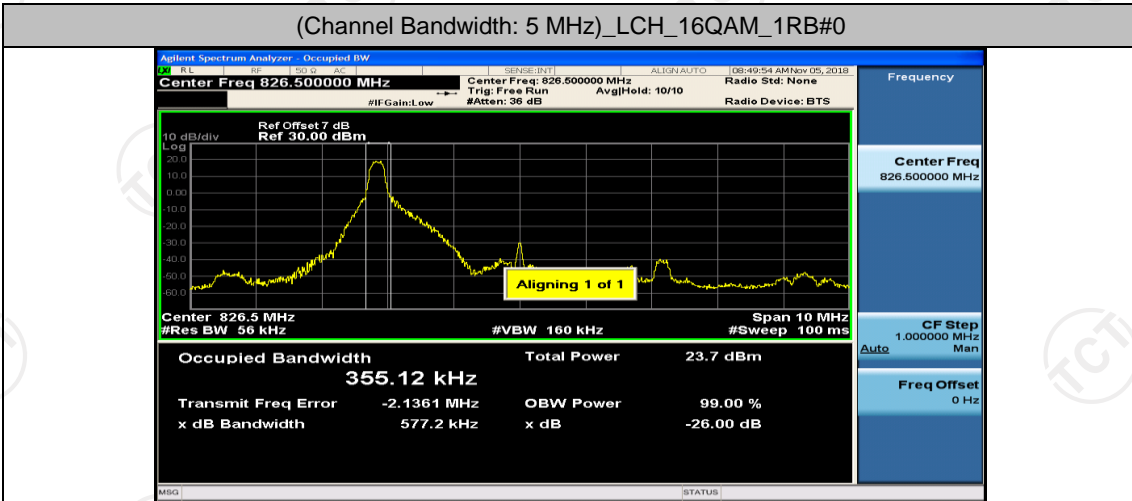 (Channel Bandwidth: 5 MHz)_LCH_16QAM_1RB#0
Agilent Spectrum Analyzer - Occupied BW
LXI RL RF 50 Ω AC SENSE:INT ALIGN AUTO 08:49:54 AM Nov 05, 2018
Center Freq 826.500000 MHz
Center Freq: 826.500000 MHz
Radio Std: None
Trig: Free Run Avg|Hold: 10/10
#IFGain:Low
#Atten: 36 dB
Radio Device: BTS
Ref Offset 7 dB
10 dB/div Ref 30.00 dBm
Log
20.0
10.0
0.00
-10.0
-20.0
-30.0
-40.0
-50.0
-60.0
Aligning 1 of 1
Center 826.5 MHz Span 10 MHz
#Res BW 56 kHz #VBW 160 kHz #Sweep 100 ms
Occupied Bandwidth Total Power 23.7 dBm
355.12 kHz
Transmit Freq Error -2.1361 MHz OBW Power 99.00 %
x dB Bandwidth 577.2 kHz x dB -26.00 dB
MSG STATUS
Frequency
Center Freq
826.500000 MHz
CF Step
1.000000 MHz
Auto Man
Freq Offset
0 Hz
TCT
TCT